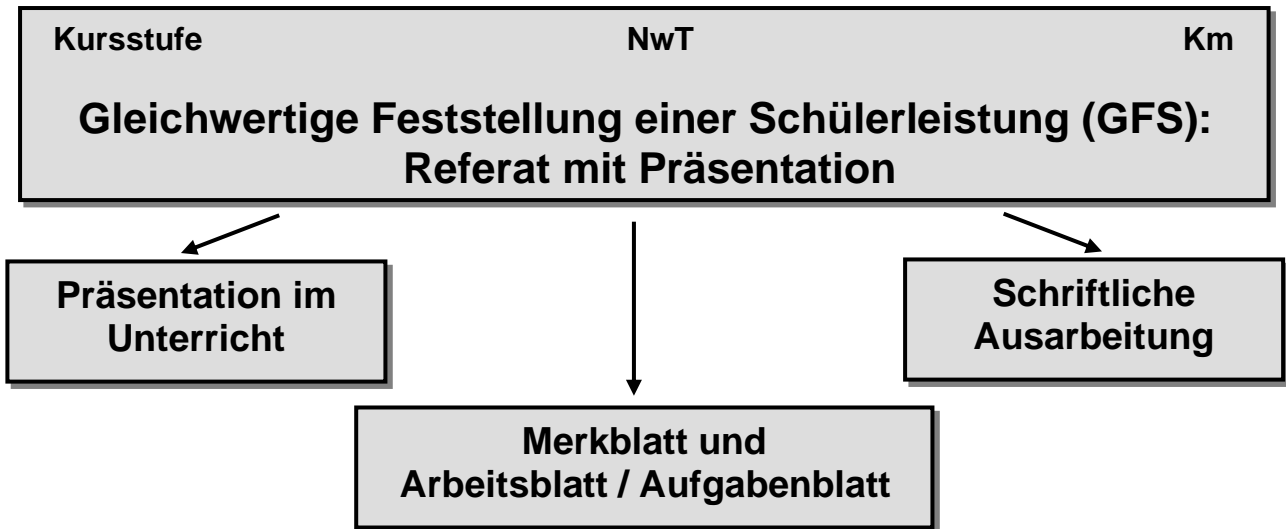 Kursstufe NwT Km
Gleichwertige Feststellung einer Schülerleistung (GFS):
Referat mit Präsentation
Präsentation im
Unterricht
Schriftliche
Ausarbeitung
Merkblatt und
Arbeitsblatt / Aufgabenblatt